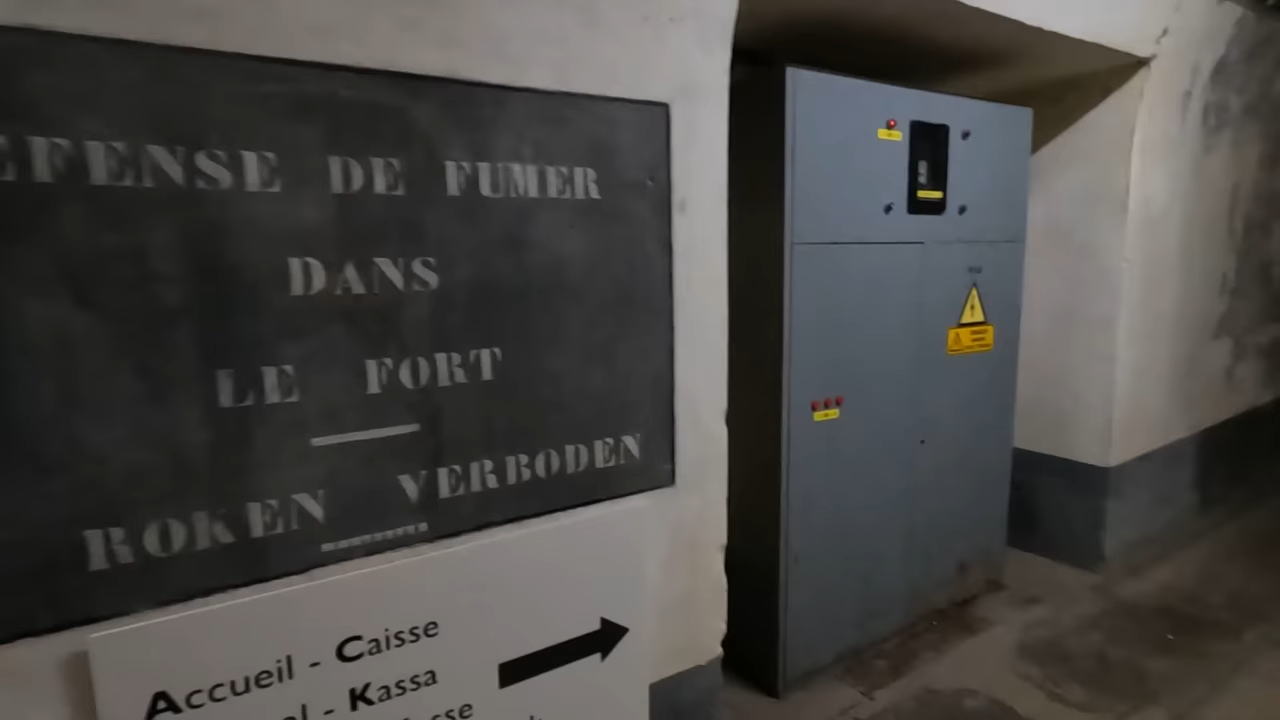 EFENSE DE FUMER
DANS
LE FORT
ROKEN VERBODEN
Accueil - Caisse
- Kassa